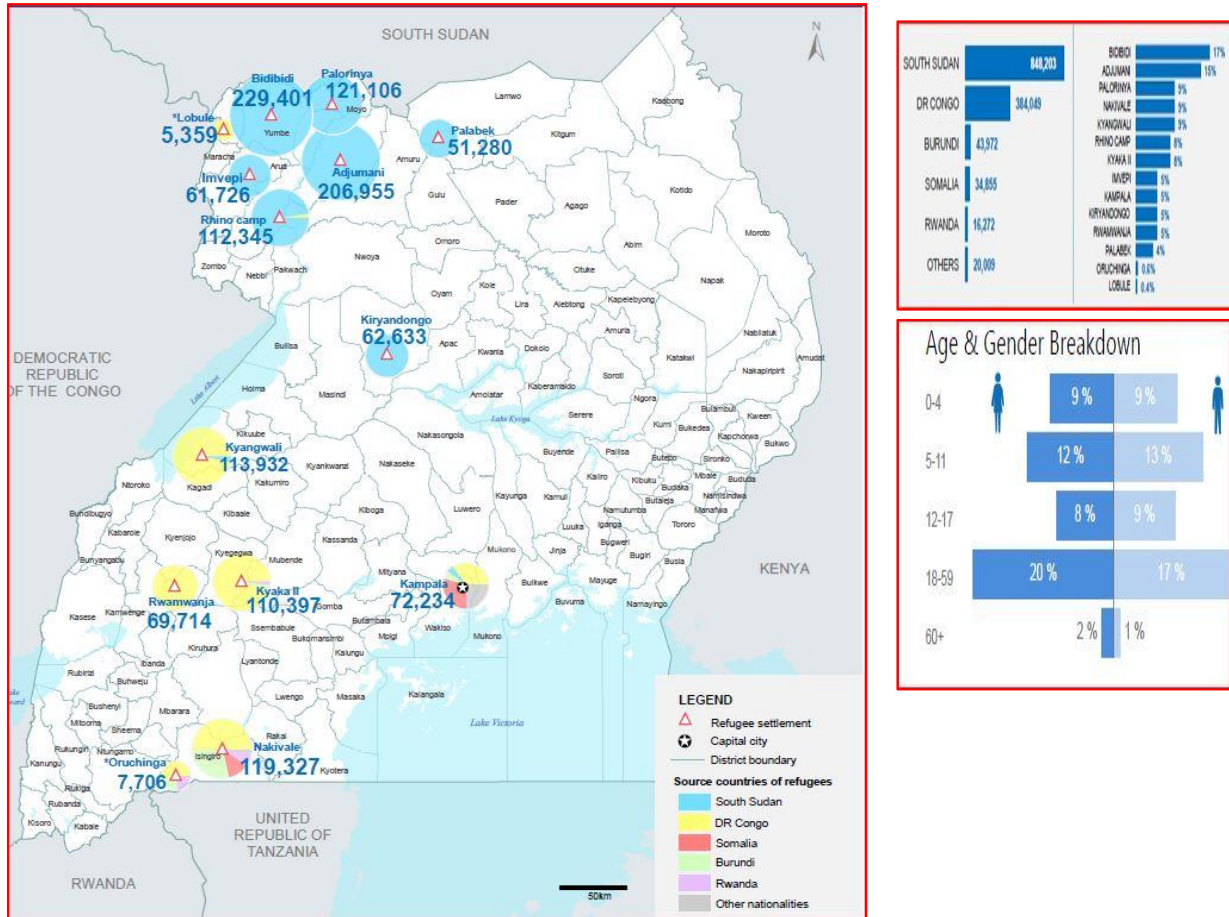 SOUTH SUDAN
N
Bidibidi
229,401
Palorinya
121,106
Moyo
Lamwo
Kaabong
*Lobule
5,359
Yumbe
Palabek
51,280
Kitgum
Maracha
Arua
Adjumani
206,955
Amuru
Imvepi
61,726
Gulu
Pader
Agago
Kotido
Rhino camp
112,345
Omoro
Abim
Moroto
Zombo
Nebbi
Pakwach
Nwoya
Otuke
Napak
Oyam
Kole
Lira
Alebtong
Kapelebyong
Kiryandongo
62,633
Apac
Kwania
Dokolo
Amuria
Nabilatuk
Amudat
Buliisa
Katakwi
DEMOCRATIC
REPUBLIC
OF THE CONGO
Lake Albert
Hoima
Masindi
Kaberamaido
Soroti
Nakapiripirit
Amolatar
Ngora
Lake Kyoga
Serere
Kumi
Bukedea
Bulambuli
Kween
Kapchorwa
Bukwo
Kikuube
Nakasongola
Buyende
Pallisa
Butebo
Sironko
Kyangwali
113,932
Kagadi
Kyankwanzi
Nakaseke
Kaliro
Kibuku
Budaka
Mbale
Bududa
Ntoroko
Kakumiro
Kayunga
Kamuli
Namutumba
Butaleja
Manafwa
Namisindwa
Bundibugyo
Kibaale
Kiboga
Luwero
Luuka
Iganga
Tororo
Kabarole
Kyenjojo
Bugweri
Bunyangabu
Kyegegwa
Mubende
Kassanda
Mukono
Jinja
Bugiri
Busia
KENYA
Mityana
Kampala
72,234
Buikwe
Mayuge
Rwamwanja
69,714
Kyaka II
110,397
Gomba
Butambala
Mpigi
Wakiso
Mukono
Buvuma
Namayingo
Kasese
Kamwenge
Ssembabule
Bukomansimbi
Kalungu
Kiruhura
Ibanda
Lyantonde
Rubirizi
Buhweju
Lwengo
Masaka
Kalangala
Bushenyi
Mbarara
Mitooma
Sheema
Lake Victoria
Rukungiri
Ntungamo
Isingiro
Rakai
Nakivale
119,327
Kyotera
Kanungu
*Oruchinga
7,706
Rukiga
Rubanda
Kisoro
Kabale
UNITED
REPUBLIC OF
TANZANIA
RWANDA
50km
LEGEND
Refugee settlement
Capital city
District boundary
Source countries of refugees
South Sudan
DR Congo
Somalia
Burundi
Rwanda
Other nationalities
SOUTH SUDAN 848,203
DR CONGO 384,049
BURUNDI 43,972
SOMALIA 34,855
RWANDA 16,272
OTHERS 20,009
BIDIBIDI 17%
ADJUMANI 15%
PALORINYA 9%
NAKIVALE 9%
KYANGWALI 9%
RHINO CAMP 8%
KYAKA II 8%
IMVEPI 5%
KAMPALA 5%
KIRYANDONGO 5%
RWAMWANJA 5%
PALABEK 4%
ORUCHINGA 0.6%
LOBULE 0.4%
Age & Gender Breakdown
0-4 9 % 9 %
5-11 12 % 13 %
12-17 8 % 9 %
18-59 20 % 17 %
60+ 2 % 1 %